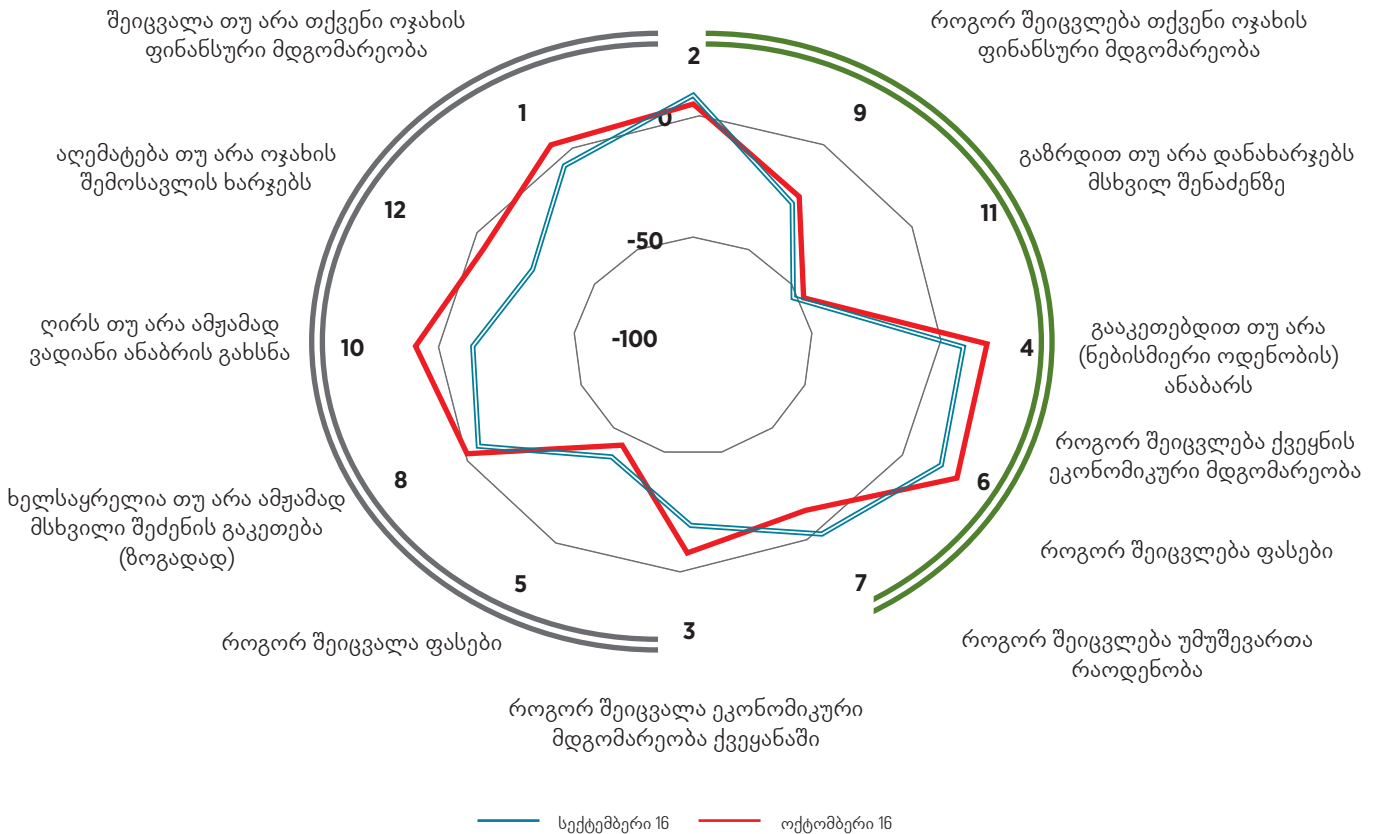 შეიცვალა თუ არა თქვენი ოჯახის
ფინანსური მდგომარეობა
როგორ შეიცვლება თქვენი ოჯახის
ფინანსური მდგომარეობა
2
1
0
9
აღემატება თუ არა ოჯახის
შემოსავლის ხარჯებს
გაზრდით თუ არა დანახარჯებს
მსხვილ შენაძენზე
12
11
-50
-100
ღირს თუ არა ამჟამად
ვადიანი ანაბრის გახსნა
10
4
გააკეთებდით თუ არა
(ნებისმიერი ოდენობის)
ანაბარს
როგორ შეიცვლება ქვეყნის
ეკონომიკური მდგომარეობა
8
6
ხელსაყრელია თუ არა ამჟამად
მსხვილი შეძენის გაკეთება
(ზოგადად)
როგორ შეიცვლება ფასები
5
7
3
როგორ შეიცვალა ფასები
როგორ შეიცვლება უმუშევართა
რაოდენობა
როგორ შეიცვალა ეკონომიკური
მდგომარეობა ქვეყანაში
სექტემბერი 16
ოქტომბერი 16